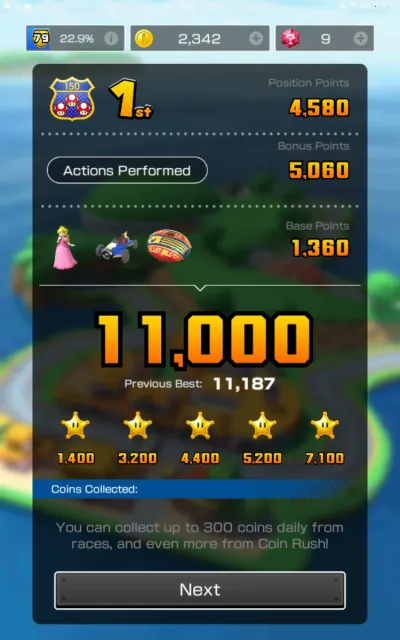 79 22.9% i 2,342 + 9 +
150 1st Position Points
4,580
Bonus Points
Actions Performed 5,060
Base Points
1,360
11,000
Previous Best: 11,187
1,400 3,200 4,400 5,200 7,100
Coins Collected:
You can collect up to 300 coins daily from
races, and even more from Coin Rush!
Next